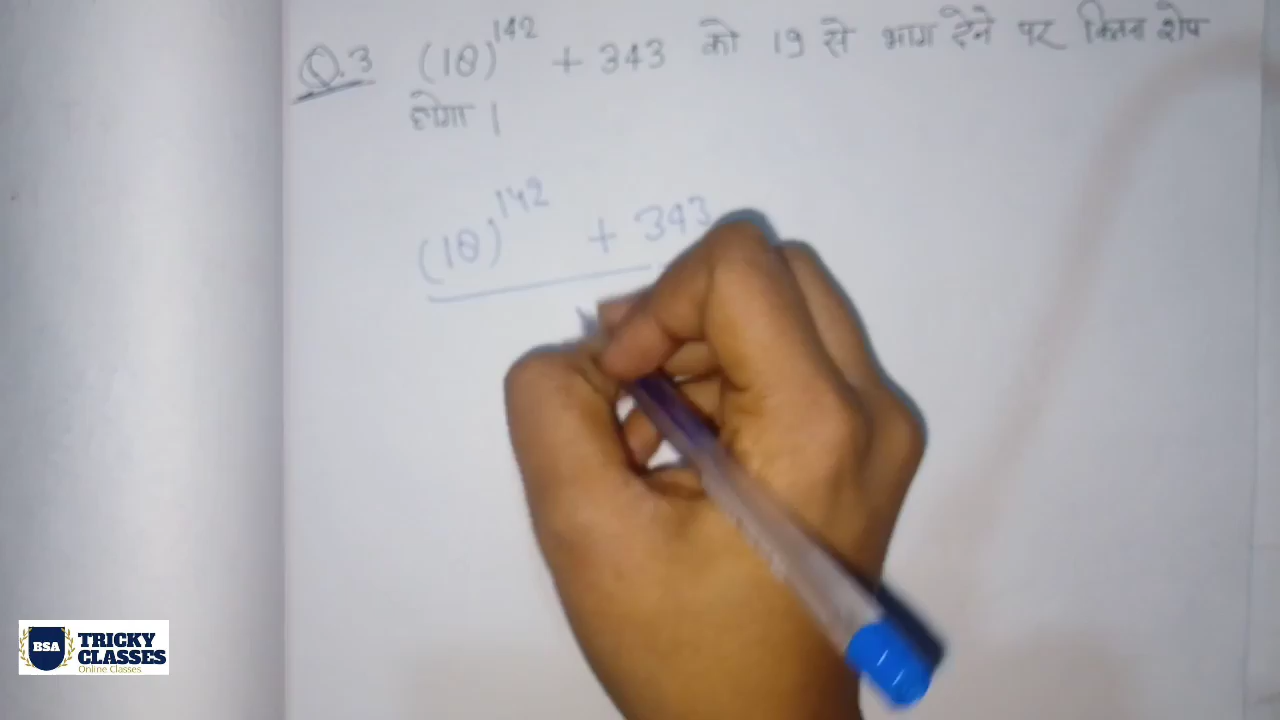 Q.3 (18)^142 + 343 को 19 से भाग देने पर कितना शेष
होगा ।
(18)^142 + 343
BSA TRICKY
CLASSES
Online Classes